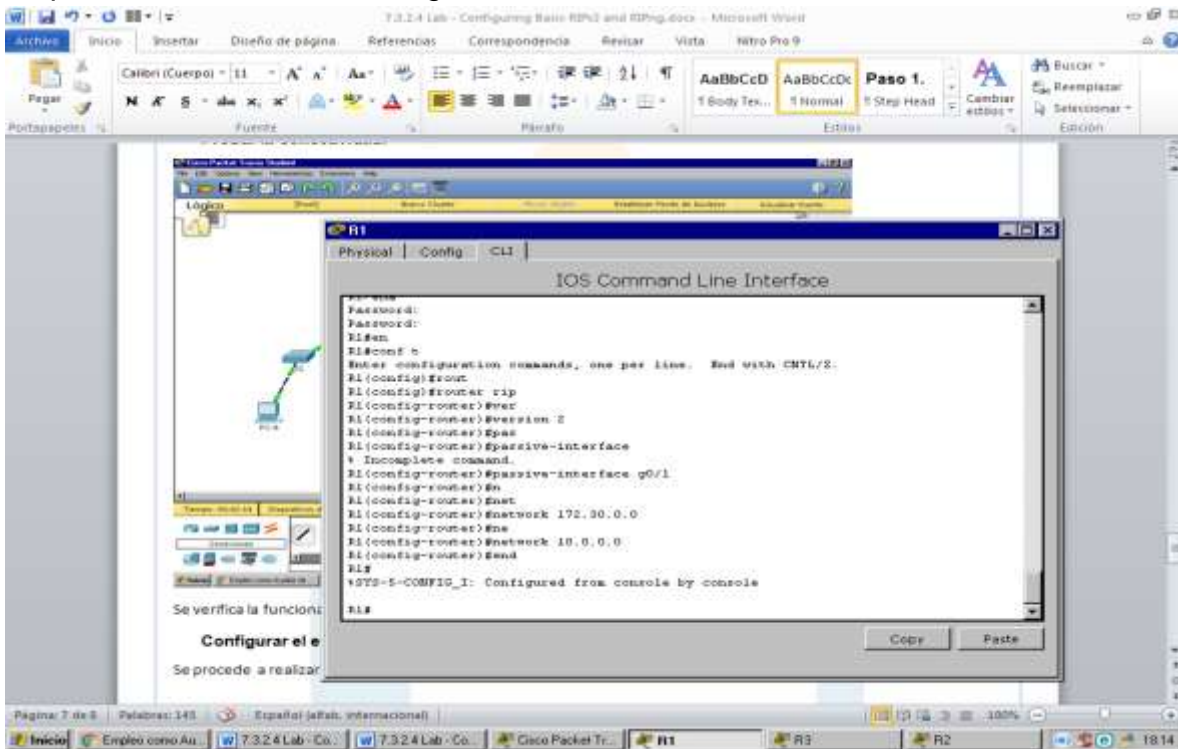 7.3.2.4 Lab - Configuring Basic RIPv2 and RIPng.docx - Microsoft Word
Archivo Inicio Insertar Diseño de página Referencias Correspondencia Revisar Vista Nitro Pro 9
Calibri (Cuerpo) 11
Pegar
N K S abc
AaBbCcD AaBbCcDc Paso 1.
¶ Body Tex... ¶ Normal ¶ Step Head
Cambiar estilos
Buscar
Reemplazar
Seleccionar
Portapapeles Fuente Párrafo Estilos Edición
Cisco Packet Tracer Student
Lógico [Root]
R1
Physical Config CLI
IOS Command Line Interface
Password:
Password:
R1#en
R1#conf t
Enter configuration commands, one per line. End with CNTL/Z.
R1(config)#rout
R1(config)#router rip
R1(config-router)#ver
R1(config-router)#version 2
R1(config-router)#pas
R1(config-router)#passive-interface
% Incomplete command.
R1(config-router)#passive-interface g0/1
R1(config-router)#n
R1(config-router)#net
R1(config-router)#network 172.30.0.0
R1(config-router)#ne
R1(config-router)#network 10.0.0.0
R1(config-router)#end
R1#
%SYS-5-CONFIG_I: Configured from console by console
R1#
Copy Paste
Se verifica la funciona
Configurar el e
Se procede a realizar
Página: 7 de 8 Palabras: 145 Español (alfab. internacional) 100%
Inicio Empleo como Au... 7.3.2.4 Lab - Co... 7.3.2.4 Lab - Co... Cisco Packet Tr... R1 R3 R2 18:14